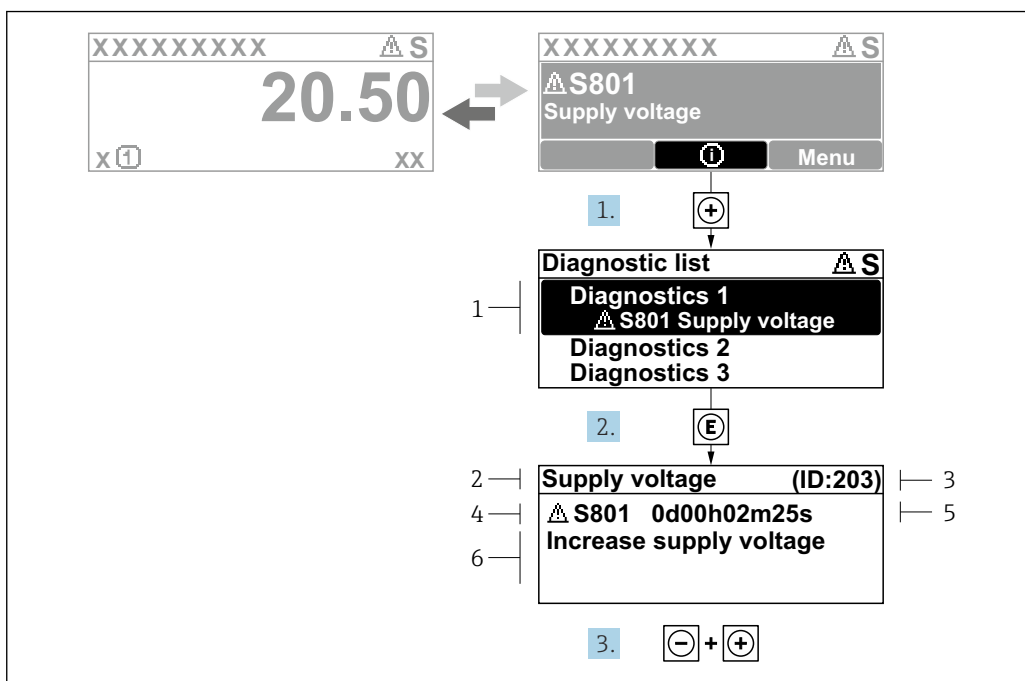 XXXXXXXXX ⚠ S
20.50
x ① xx
XXXXXXXXX ⚠ S
⚠ S801
Supply voltage
ⓘ Menu
1. ⊕
Diagnostic list ⚠ S
1
Diagnostics 1
⚠ S801 Supply voltage
Diagnostics 2
Diagnostics 3
2. Ⓔ
2 Supply voltage (ID:203) 3
4 ⚠ S801 0d00h02m25s 5
6 Increase supply voltage
3. ⊖ + ⊕